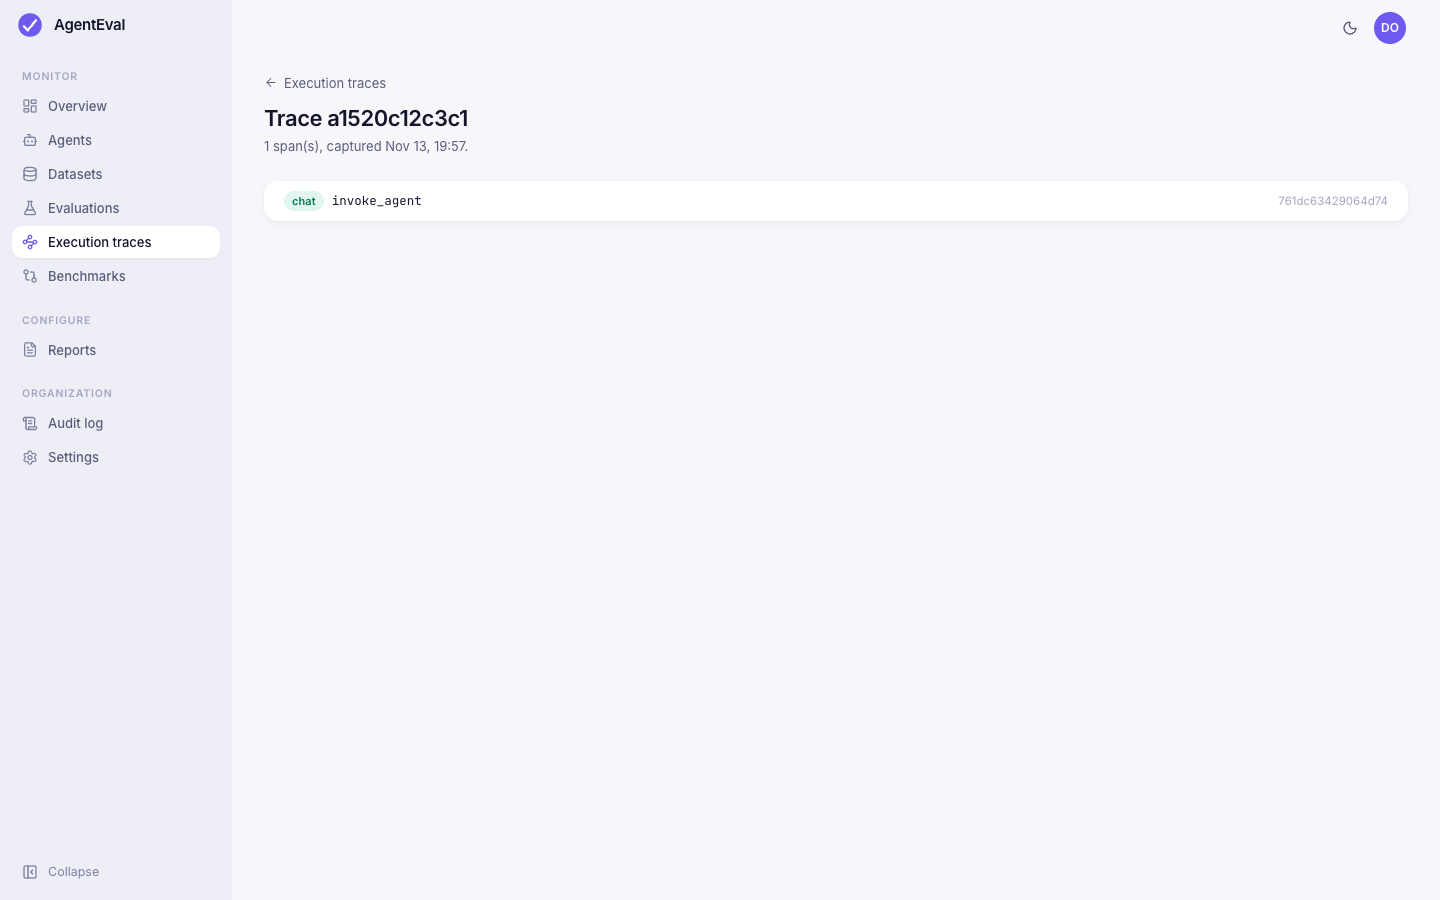 AgentEval
DO
MONITOR
Overview
Agents
Datasets
Evaluations
Execution traces
Benchmarks
CONFIGURE
Reports
ORGANIZATION
Audit log
Settings
Collapse
Execution traces
Trace a1520c12c3c1
1 span(s), captured Nov 13, 19:57.
chat invoke_agent 761dc63429064d74